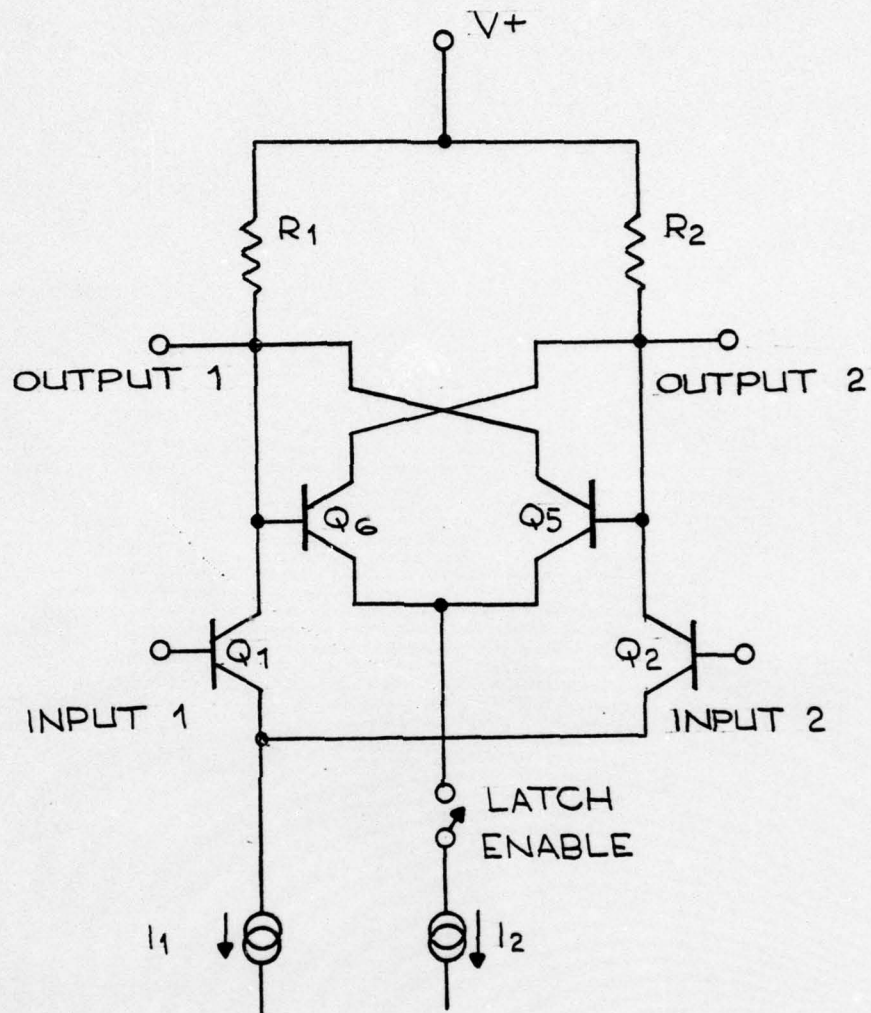 V+
R1
R2
OUTPUT 1
OUTPUT 2
Q6
Q5
Q1
Q2
INPUT 1
INPUT 2
LATCH
ENABLE
I1
I2